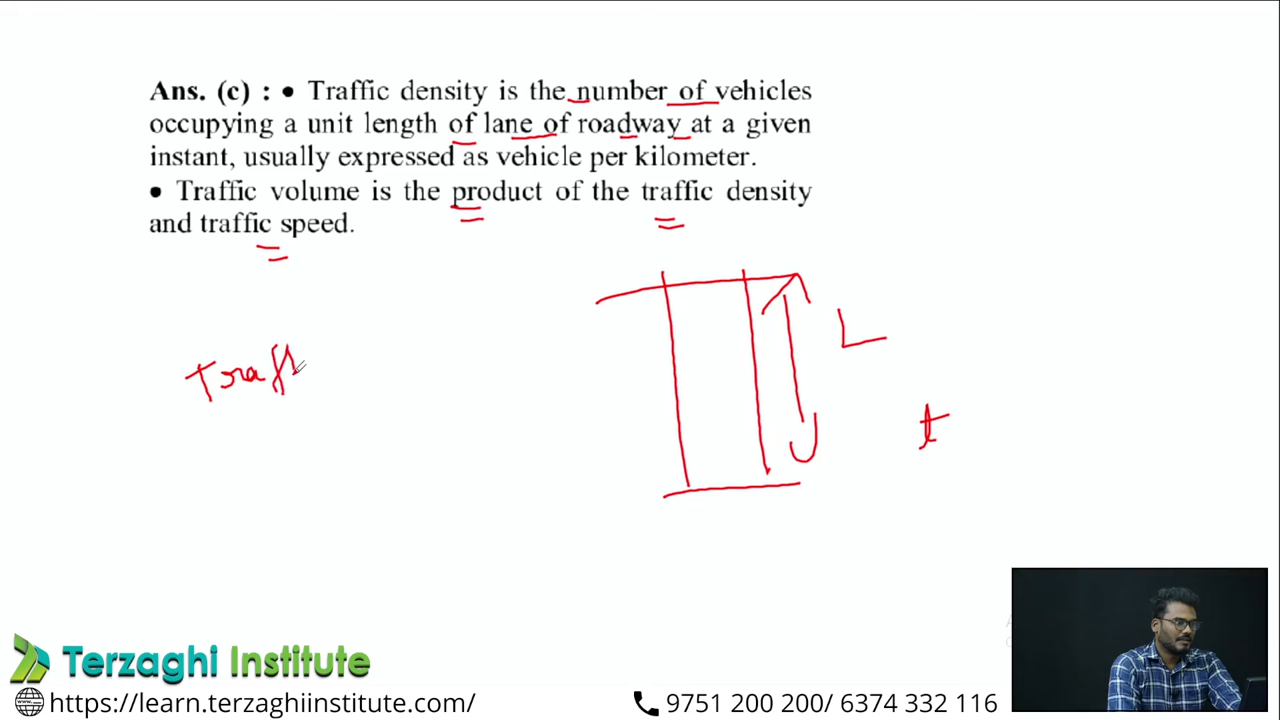 Ans. (c) : • Traffic density is the number of vehicles
occupying a unit length of lane of roadway at a given
instant, usually expressed as vehicle per kilometer.
• Traffic volume is the product of the traffic density
and traffic speed.
L
Traff
t
Terzaghi Institute
https://learn.terzaghiinstitute.com/
9751 200 200/ 6374 332 116